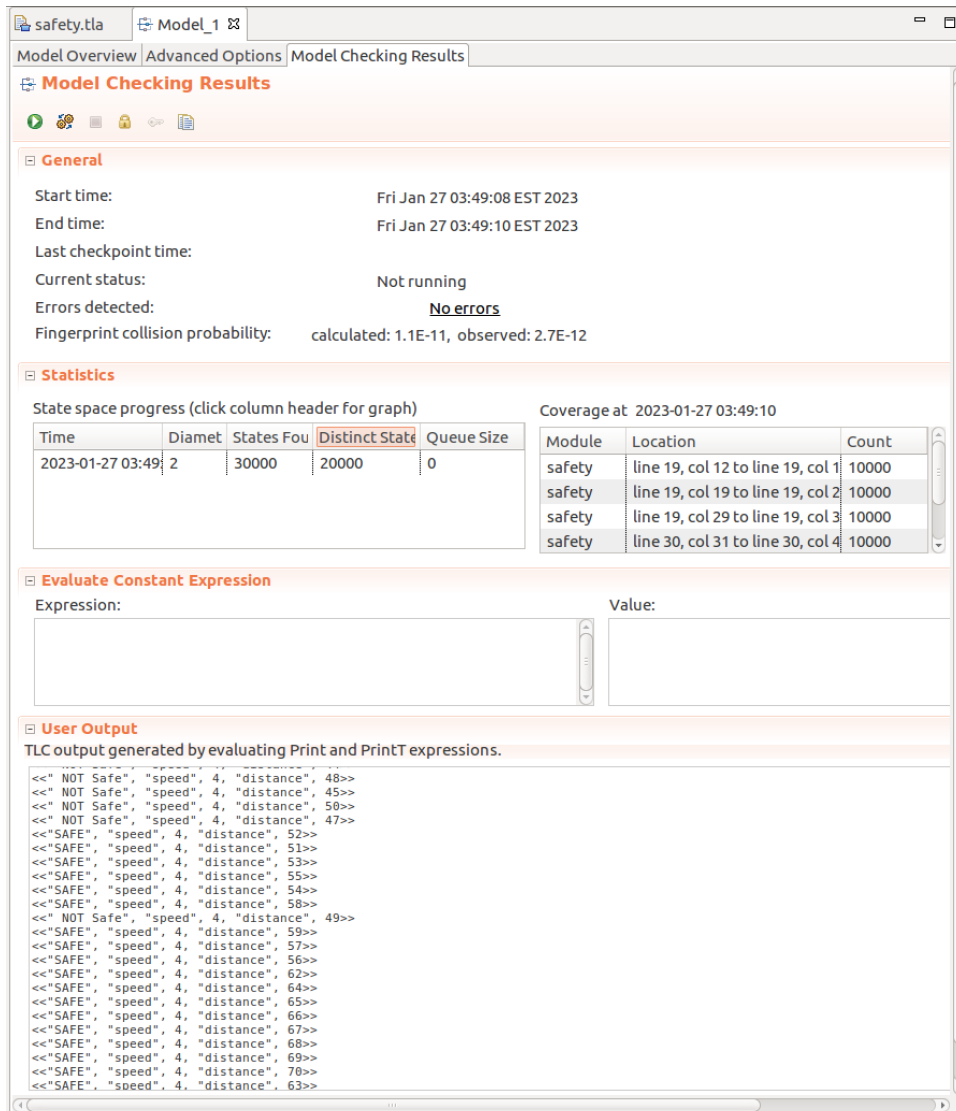 safety.tla Model_1
Model Overview Advanced Options Model Checking Results
Model Checking Results
General
Start time: Fri Jan 27 03:49:08 EST 2023
End time: Fri Jan 27 03:49:10 EST 2023
Last checkpoint time:
Current status: Not running
Errors detected: No errors
Fingerprint collision probability: calculated: 1.1E-11, observed: 2.7E-12
Statistics
State space progress (click column header for graph)
Coverage at 2023-01-27 03:49:10
Time Diamet States Fou Distinct State Queue Size
2023-01-27 03:49: 2 30000 20000 0
Module Location Count
safety line 19, col 12 to line 19, col 1 10000
safety line 19, col 19 to line 19, col 2 10000
safety line 19, col 29 to line 19, col 3 10000
safety line 30, col 31 to line 30, col 4 10000
Evaluate Constant Expression
Expression: Value:
User Output
TLC output generated by evaluating Print and PrintT expressions.
<<" NOT Safe", "speed", 4, "distance", 48>>
<<" NOT Safe", "speed", 4, "distance", 45>>
<<" NOT Safe", "speed", 4, "distance", 50>>
<<" NOT Safe", "speed", 4, "distance", 47>>
<<"SAFE", "speed", 4, "distance", 52>>
<<"SAFE", "speed", 4, "distance", 51>>
<<"SAFE", "speed", 4, "distance", 53>>
<<"SAFE", "speed", 4, "distance", 55>>
<<"SAFE", "speed", 4, "distance", 54>>
<<"SAFE", "speed", 4, "distance", 58>>
<<" NOT Safe", "speed", 4, "distance", 49>>
<<"SAFE", "speed", 4, "distance", 59>>
<<"SAFE", "speed", 4, "distance", 57>>
<<"SAFE", "speed", 4, "distance", 56>>
<<"SAFE", "speed", 4, "distance", 62>>
<<"SAFE", "speed", 4, "distance", 64>>
<<"SAFE", "speed", 4, "distance", 65>>
<<"SAFE", "speed", 4, "distance", 66>>
<<"SAFE", "speed", 4, "distance", 67>>
<<"SAFE", "speed", 4, "distance", 68>>
<<"SAFE", "speed", 4, "distance", 69>>
<<"SAFE", "speed", 4, "distance", 70>>
<<"SAFE", "speed", 4, "distance", 63>>